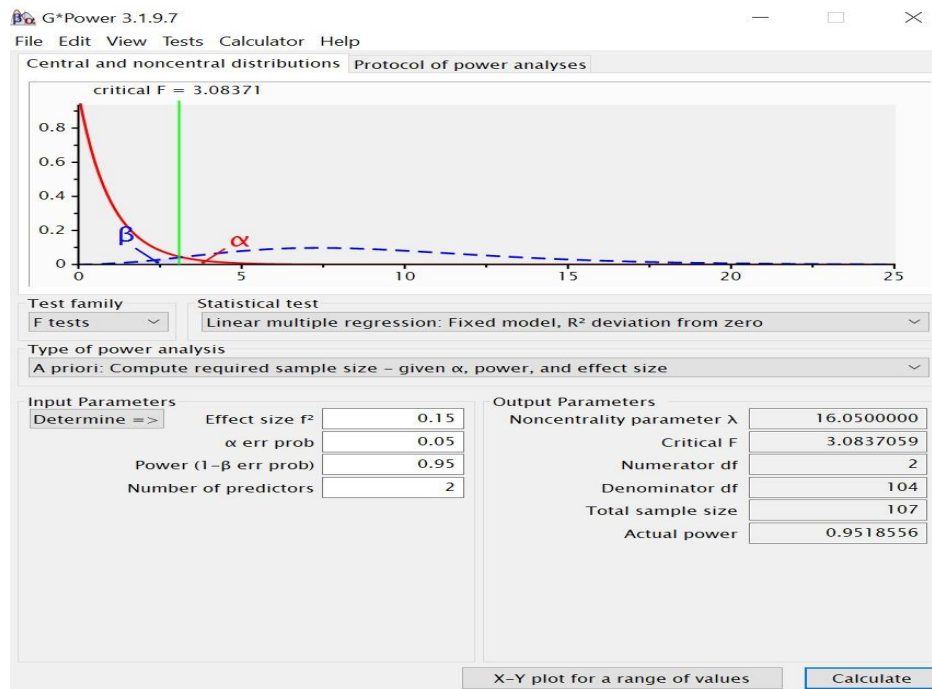 G*Power 3.1.9.7
File Edit View Tests Calculator Help
Central and noncentral distributions Protocol of power analyses
critical F = 3.08371
0.8
0.6
0.4
0.2
0
β
α
0 5 10 15 20 25
Test family Statistical test
F tests Linear multiple regression: Fixed model, R² deviation from zero
Type of power analysis
A priori: Compute required sample size – given α, power, and effect size
Input Parameters Output Parameters
Determine => Effect size f² 0.15 Noncentrality parameter λ 16.0500000
α err prob 0.05 Critical F 3.0837059
Power (1-β err prob) 0.95 Numerator df 2
Number of predictors 2 Denominator df 104
Total sample size 107
Actual power 0.9518556
X-Y plot for a range of values Calculate